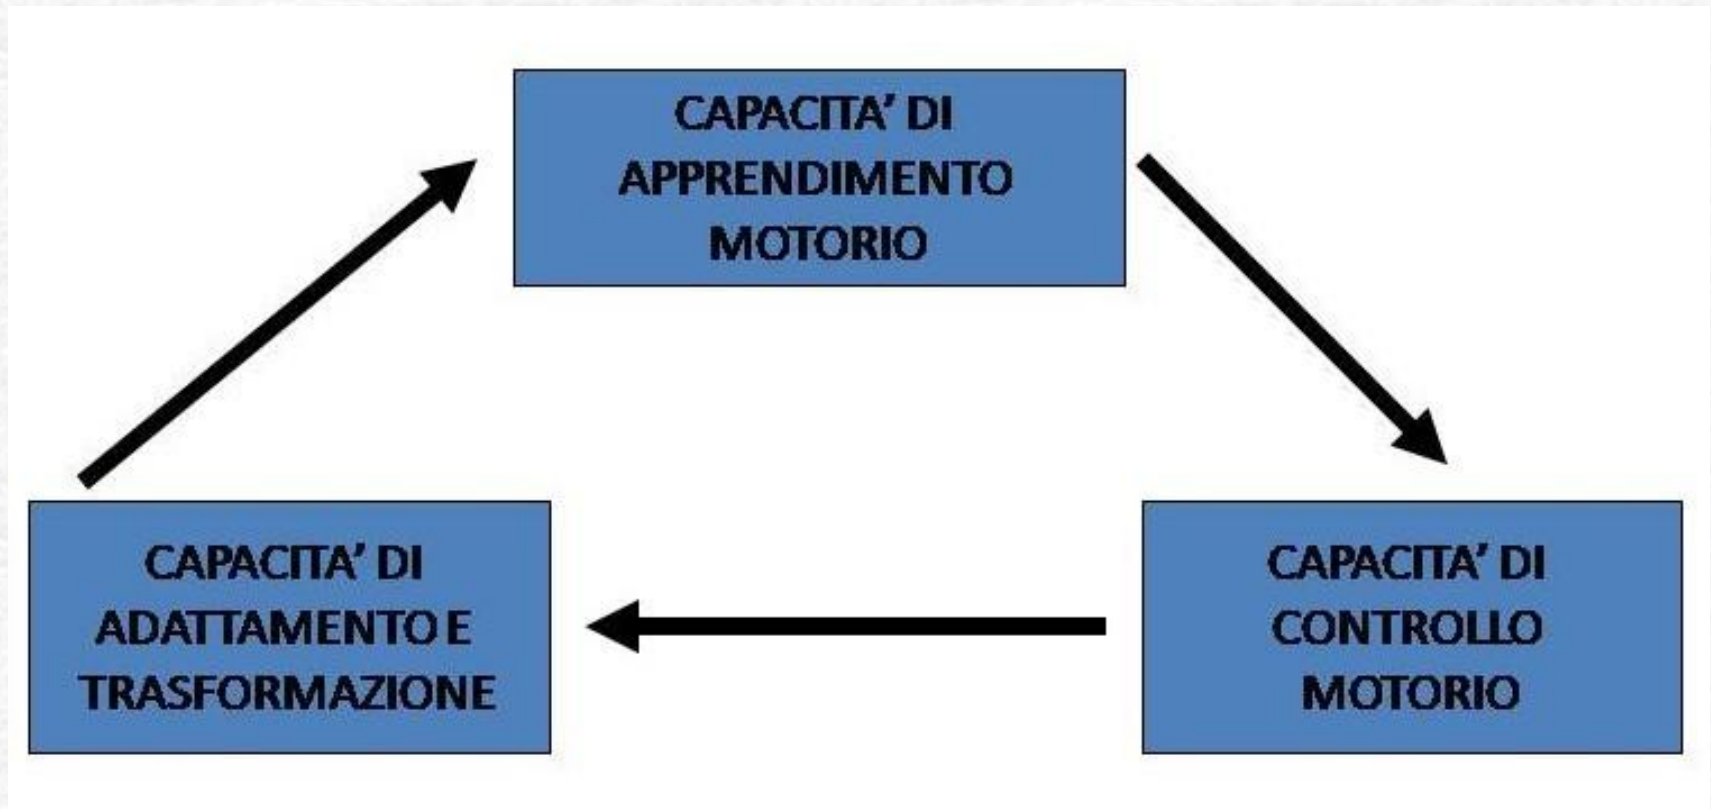 CAPACITA’ DI
APPRENDIMENTO
MOTORIO
CAPACITA’ DI
ADATTAMENTO E
TRASFORMAZIONE
CAPACITA’ DI
CONTROLLO
MOTORIO